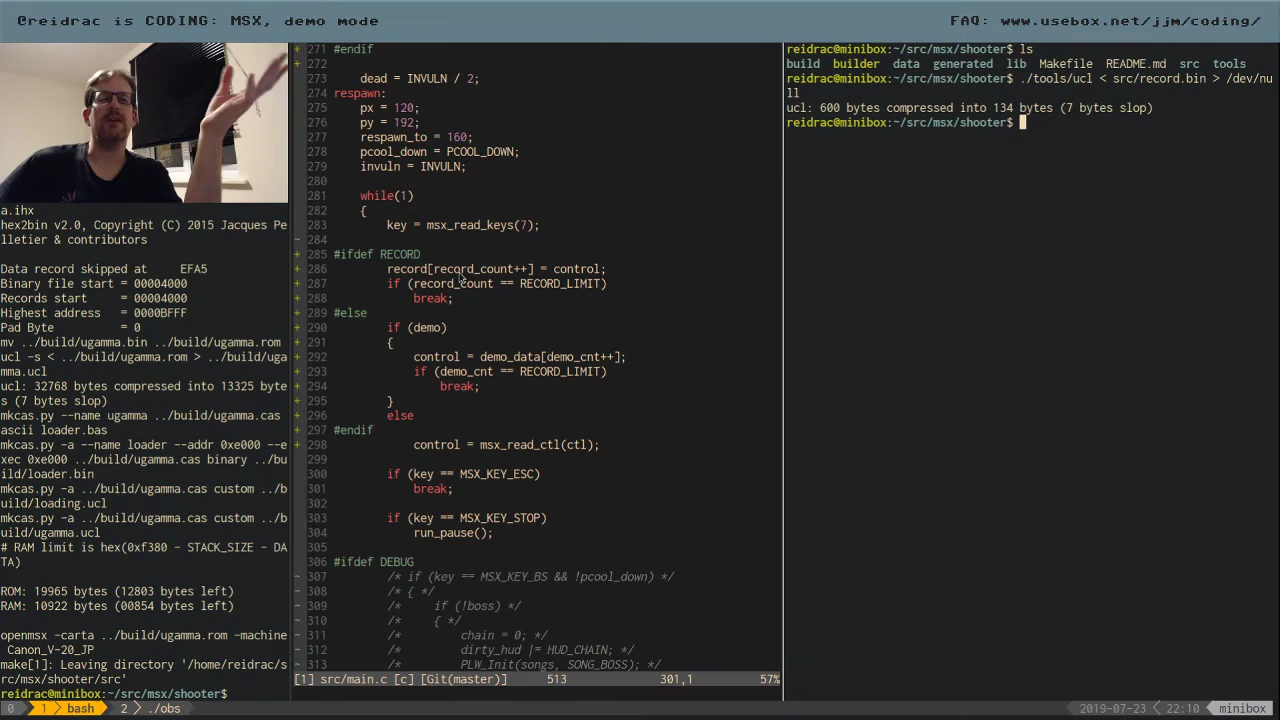 @reidrac is CODING: MSX, demo mode
FAQ: www.usebox.net/jjm/coding/
a.ihx
hex2bin v2.0, Copyright (C) 2015 Jacques Pe
lletier & contributors
Data record skipped at     EFA5
Binary file start = 00004000
Records start     = 00004000
Highest address   = 0000BFFF
Pad Byte          = 0
mv ../build/ugamma.bin ../build/ugamma.rom
ucl -s < ../build/ugamma.rom > ../build/uga
mma.ucl
ucl: 32768 bytes compressed into 13325 byte
s (7 bytes slop)
mkcas.py --name ugamma ../build/ugamma.cas
ascii loader.bas
mkcas.py -a --name loader --addr 0xe000 --e
xec 0xe000 ../build/ugamma.cas binary ../bu
ild/loader.bin
mkcas.py -a ../build/ugamma.cas custom ../b
uild/loading.ucl
mkcas.py -a ../build/ugamma.cas custom ../b
uild/ugamma.ucl
# RAM limit is hex(0xf380 - STACK_SIZE - DA
TA)
ROM: 19965 bytes (12803 bytes left)
RAM: 10922 bytes (00854 bytes left)
openmsx -carta ../build/ugamma.rom -machine
 Canon_V-20_JP
make[1]: Leaving directory '/home/reidrac/s
rc/msx/shooter/src'
reidrac@minibox:~/src/msx/shooter$
+ 271 #endif
+ 272
273     dead = INVULN / 2;
274 respawn:
275     px = 120;
276     py = 192;
277     respawn_to = 160;
278     pcool_down = PCOOL_DOWN;
279     invuln = INVULN;
280
281     while(1)
282     {
283         key = msx_read_keys(7);
~ 284
+ 285 #ifdef RECORD
+ 286         record[record_count++] = control;
+ 287         if (record_count == RECORD_LIMIT)
+ 288             break;
+ 289 #else
+ 290         if (demo)
+ 291         {
+ 292             control = demo_data[demo_cnt++];
+ 293             if (demo_cnt == RECORD_LIMIT)
+ 294                 break;
+ 295         }
+ 296         else
+ 297 #endif
+ 298             control = msx_read_ctl(ctl);
299
300         if (key == MSX_KEY_ESC)
301             break;
302
303         if (key == MSX_KEY_STOP)
304             run_pause();
305
306 #ifdef DEBUG
~ 307         /* if (key == MSX_KEY_BS && !pcool_down) */
~ 308         /* { */
~ 309         /*     if (!boss) */
~ 310         /*     { */
~ 311         /*         chain = 0; */
~ 312         /*         dirty_hud |= HUD_CHAIN; */
~ 313         /*         PLW_Init(songs, SONG_BOSS); */
[1] src/main.c [c] [Git(master)]      513          301,1          57%
reidrac@minibox:~/src/msx/shooter$ ls
build  builder  data  generated  lib  Makefile  README.md  src  tools
reidrac@minibox:~/src/msx/shooter$ ./tools/ucl < src/record.bin > /dev/nu
ll
ucl: 600 bytes compressed into 134 bytes (7 bytes slop)
reidrac@minibox:~/src/msx/shooter$
0  1  bash  2  ./obs
2019-07-23  22:10  minibox